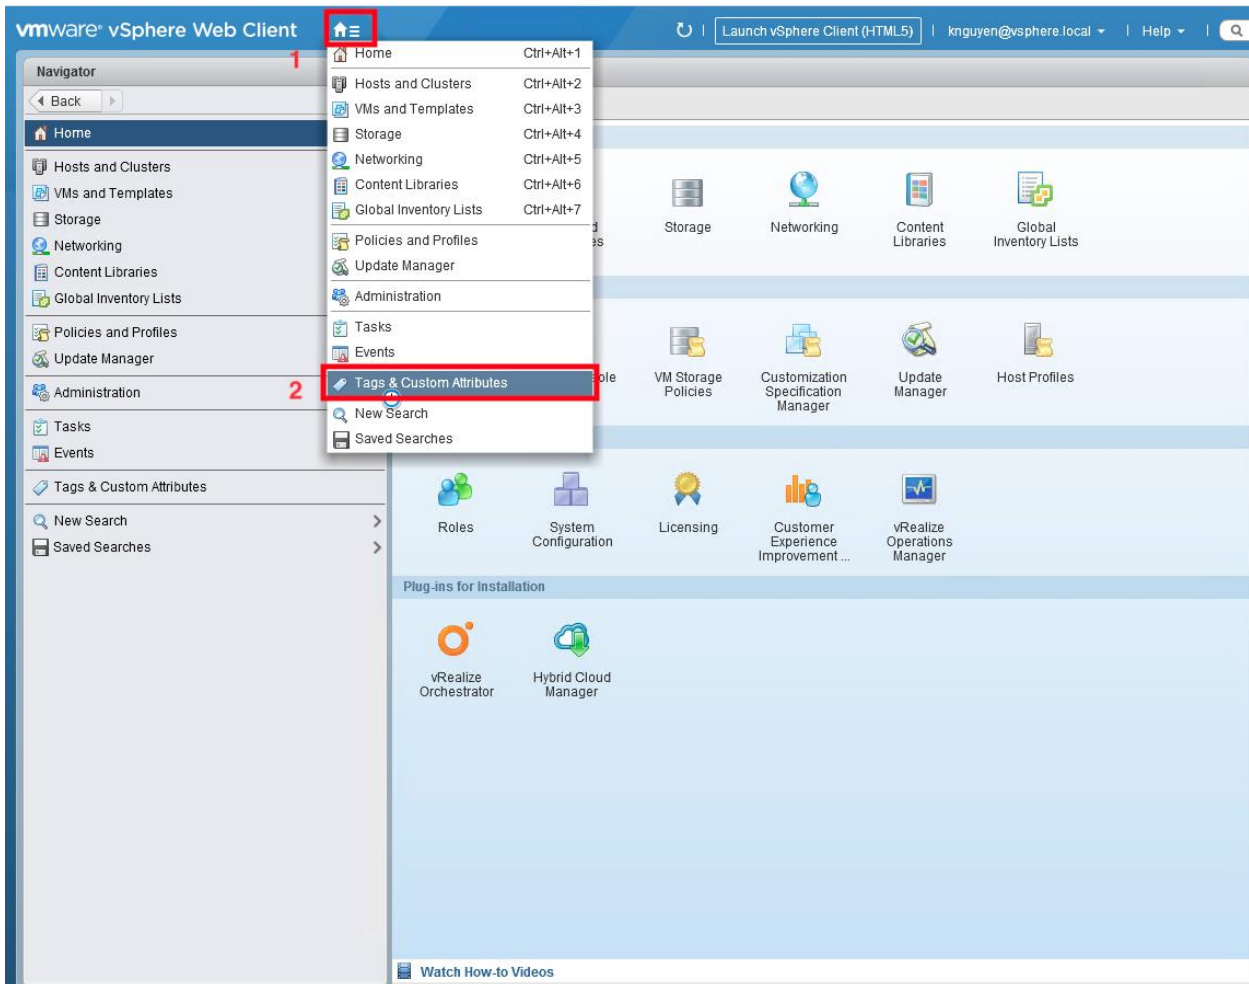 vmware® vSphere Web Client
Launch vSphere Client (HTML5)
knguyen@vsphere.local
Help
1
Navigator
Back
Home
Hosts and Clusters
VMs and Templates
Storage
Networking
Content Libraries
Global Inventory Lists
Policies and Profiles
Update Manager
Administration
2
Tasks
Events
Tags & Custom Attributes
New Search
Saved Searches
Home Ctrl+Alt+1
Hosts and Clusters Ctrl+Alt+2
VMs and Templates Ctrl+Alt+3
Storage Ctrl+Alt+4
Networking Ctrl+Alt+5
Content Libraries Ctrl+Alt+6
Global Inventory Lists Ctrl+Alt+7
Policies and Profiles
Update Manager
Administration
Tasks
Events
Tags & Custom Attributes
New Search
Saved Searches
Storage
Networking
Content
Libraries
Global
Inventory Lists
VM Storage
Policies
Customization
Specification
Manager
Update
Manager
Host Profiles
Roles
System
Configuration
Licensing
Customer
Experience
Improvement ...
vRealize
Operations
Manager
Plug-ins for Installation
vRealize
Orchestrator
Hybrid Cloud
Manager
Watch How-to Videos